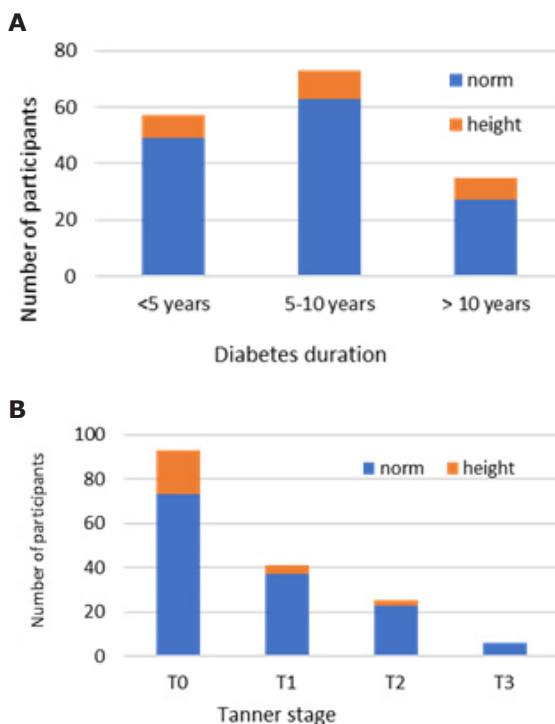 A
Number of participants
80
60
40
20
0
norm
height
<5 years 5-10 years > 10 years
Diabetes duration
B
Number of participants
100
80
60
40
20
0
norm height
T0 T1 T2 T3
Tanner stage